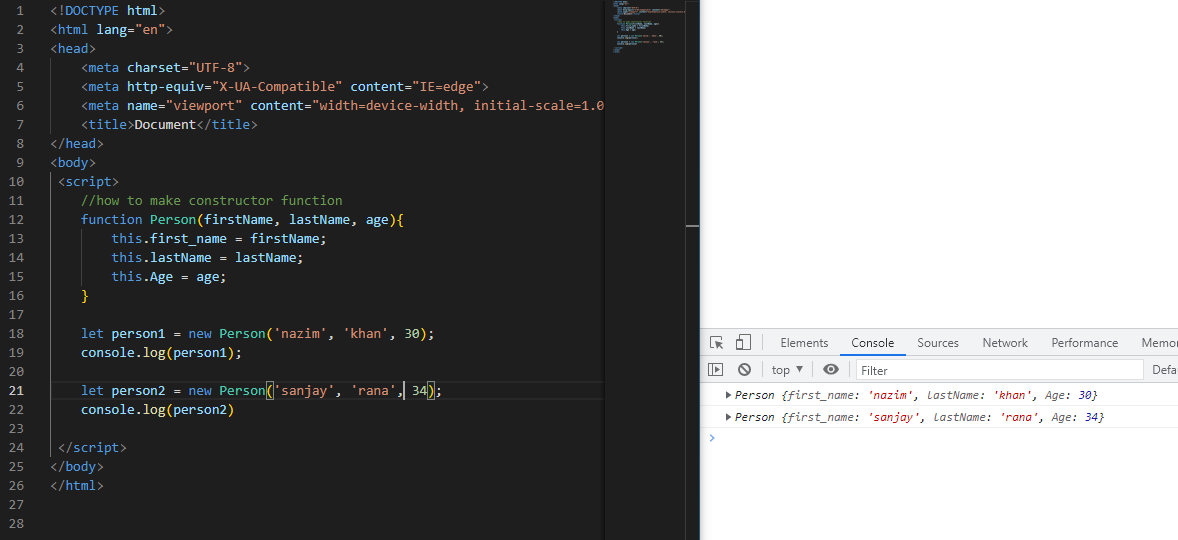 1 <!DOCTYPE html>
2 <html lang="en">
3 <head>
4 <meta charset="UTF-8">
5 <meta http-equiv="X-UA-Compatible" content="IE=edge">
6 <meta name="viewport" content="width=device-width, initial-scale=1.0
7 <title>Document</title>
8 </head>
9 <body>
10 <script>
11 //how to make constructor function
12 function Person(firstName, lastName, age){
13 this.first_name = firstName;
14 this.lastName = lastName;
15 this.Age = age;
16 }
17
18 let person1 = new Person('nazim', 'khan', 30);
19 console.log(person1);
20
21 let person2 = new Person('sanjay', 'rana', 34);
22 console.log(person2)
23
24 </script>
25 </body>
26 </html>
27
28
Elements Console Sources Network Performance Memor
top ▼ Filter Defau
▶ Person {first_name: 'nazim', lastName: 'khan', Age: 30}
▶ Person {first_name: 'sanjay', lastName: 'rana', Age: 34}
>